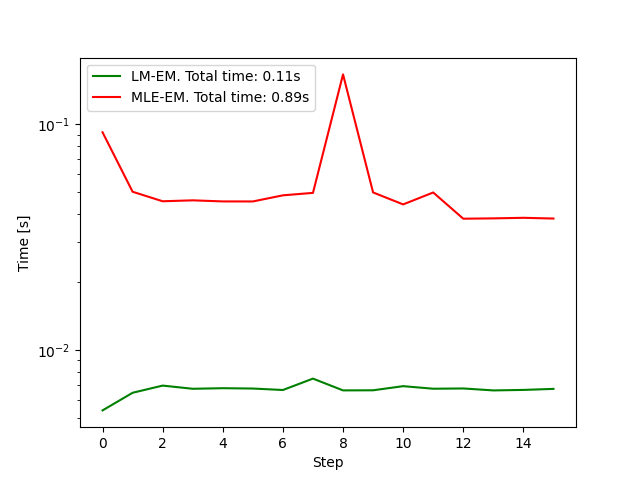 LM-EM. Total time: 0.11s
MLE-EM. Total time: 0.89s
10⁻¹
10⁻²
Time [s]
0 2 4 6 8 10 12 14
Step